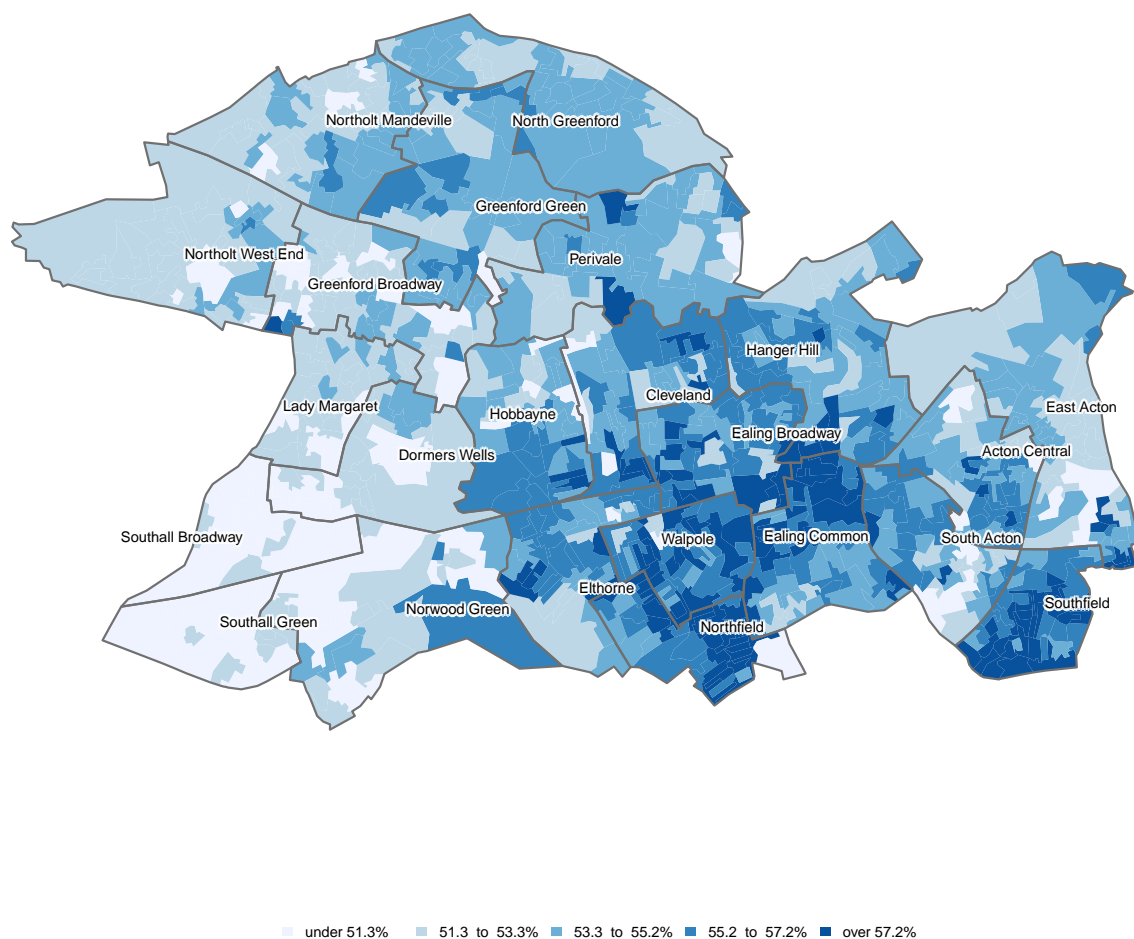 Northolt Mandeville
North Greenford
Greenford Green
Northolt West End
Perivale
Greenford Broadway
Hanger Hill
Cleveland
Lady Margaret
East Acton
Hobbayne
Ealing Broadway
Acton Central
Dormers Wells
Southall Broadway
Walpole
Ealing Common
South Acton
Elthorne
Southfield
Norwood Green
Southall Green
Northfield
under 51.3% 51.3 to 53.3% 53.3 to 55.2% 55.2 to 57.2% over 57.2%